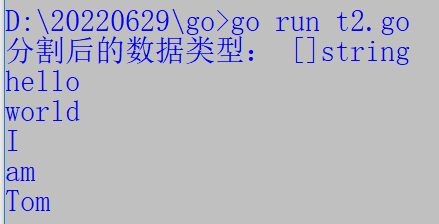 D:\20220629\go>go run t2.go
分割后的数据类型： []string
hello
world
I
am
Tom